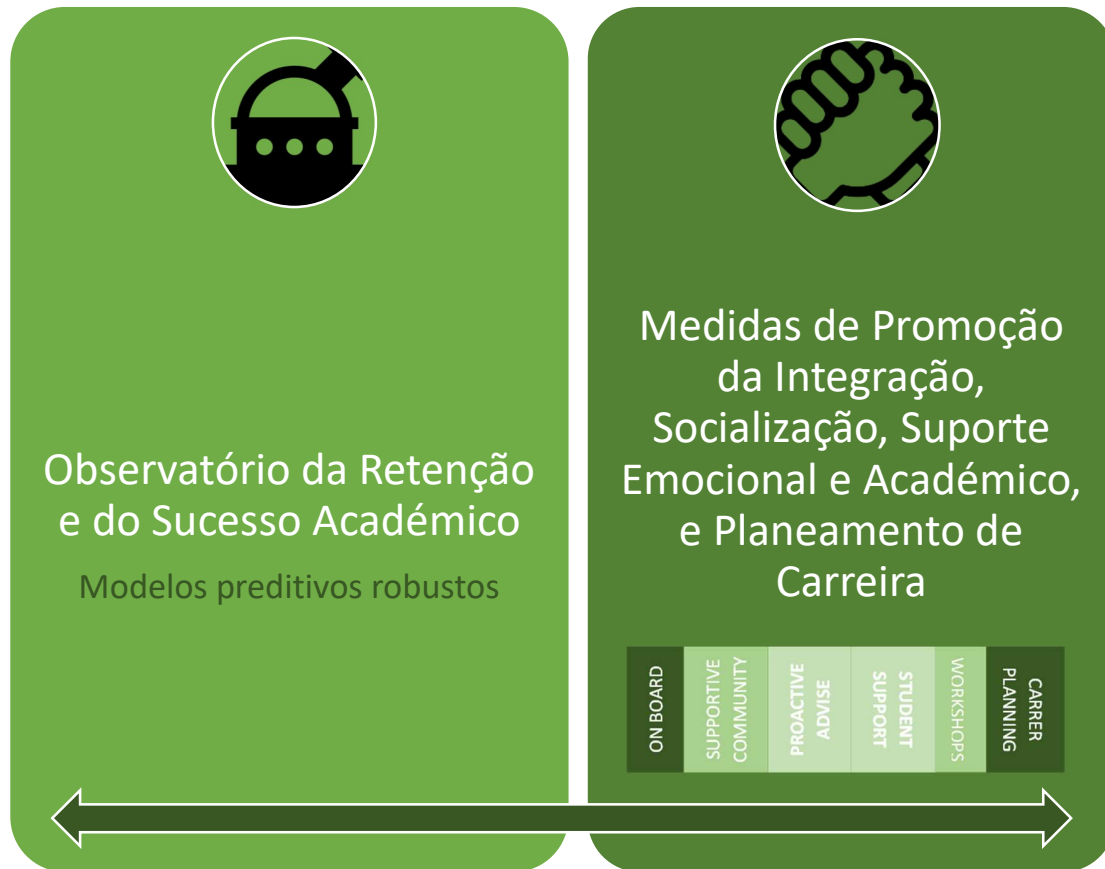 Observatório da Retenção
e do Sucesso Académico
Modelos preditivos robustos
Medidas de Promoção
da Integração,
Socialização, Suporte
Emocional e Académico,
e Planeamento de
Carreira
ON BOARD
SUPPORTIVE
COMMUNITY
PROACTIVE
ADVISE
STUDENT
SUPPORT
WORKSHOPS
CARRER
PLANNING